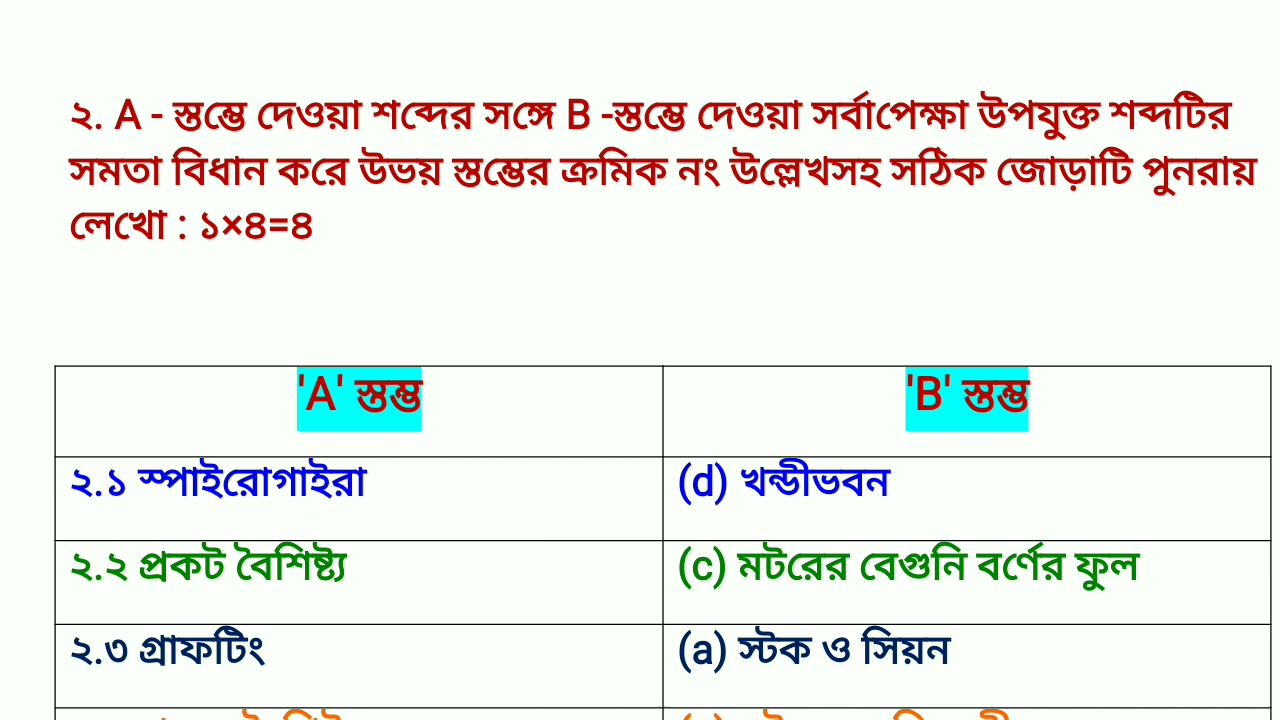 ২. A - স্তম্ভে দেওয়া শব্দের সঙ্গে B -স্তম্ভে দেওয়া সর্বাপেক্ষা উপযুক্ত শব্দটির
সমতা বিধান করে উভয় স্তম্ভের ক্রমিক নং উল্লেখসহ সঠিক জোড়াটি পুনরায়
লেখো : ১×৪=৪
'A' স্তম্ভ 'B' স্তম্ভ
২.১ স্পাইরোগাইরা (d) খন্ডীভবন
২.২ প্রকট বৈশিষ্ট্য (c) মটরের বেগুনি বর্ণের ফুল
২.৩ গ্রাফটিং (a) স্টক ও সিয়ন